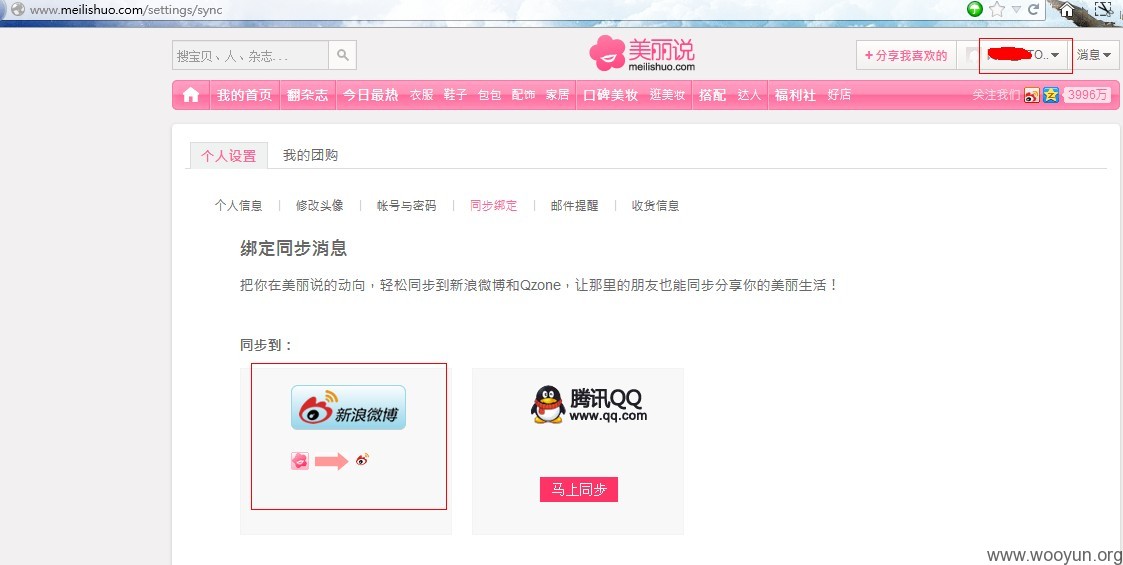 www.meilishuo.com/settings/sync
搜宝贝、人、杂志...
美丽说
meilishuo.com
+分享我喜欢的
TO..
消息
我的首页 翻杂志 今日最热 衣服 鞋子 包包 配饰 家居 口碑美妆 逛美妆 搭配 达人 福利社 好店 关注我们 3996万
个人设置 我的团购
个人信息 | 修改头像 | 帐号与密码 | 同步绑定 | 邮件提醒 | 收货信息
绑定同步消息
把你在美丽说的动向，轻松同步到新浪微博和Qzone，让那里的朋友也能同步分享你的美丽生活！
同步到：
新浪微博
腾讯QQ
www.qq.com
马上同步
www.wooyun.org